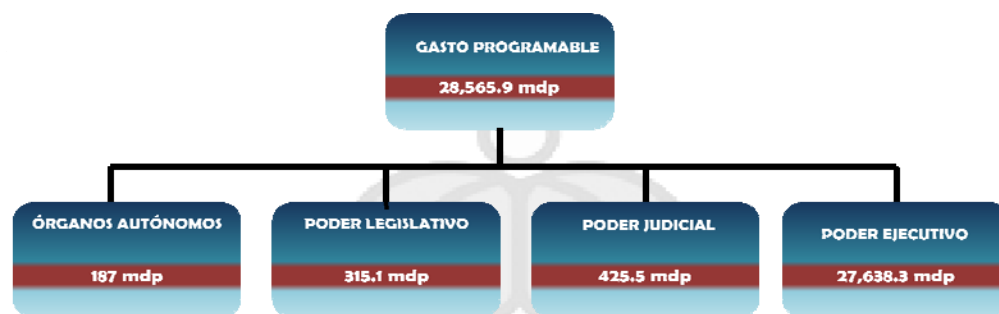 GASTO PROGRAMABLE
28,565.9 mdp
ÓRGANOS AUTÓNOMOS
187 mdp
PODER LEGISLATIVO
315.1 mdp
PODER JUDICIAL
425.5 mdp
PODER EJECUTIVO
27,638.3 mdp